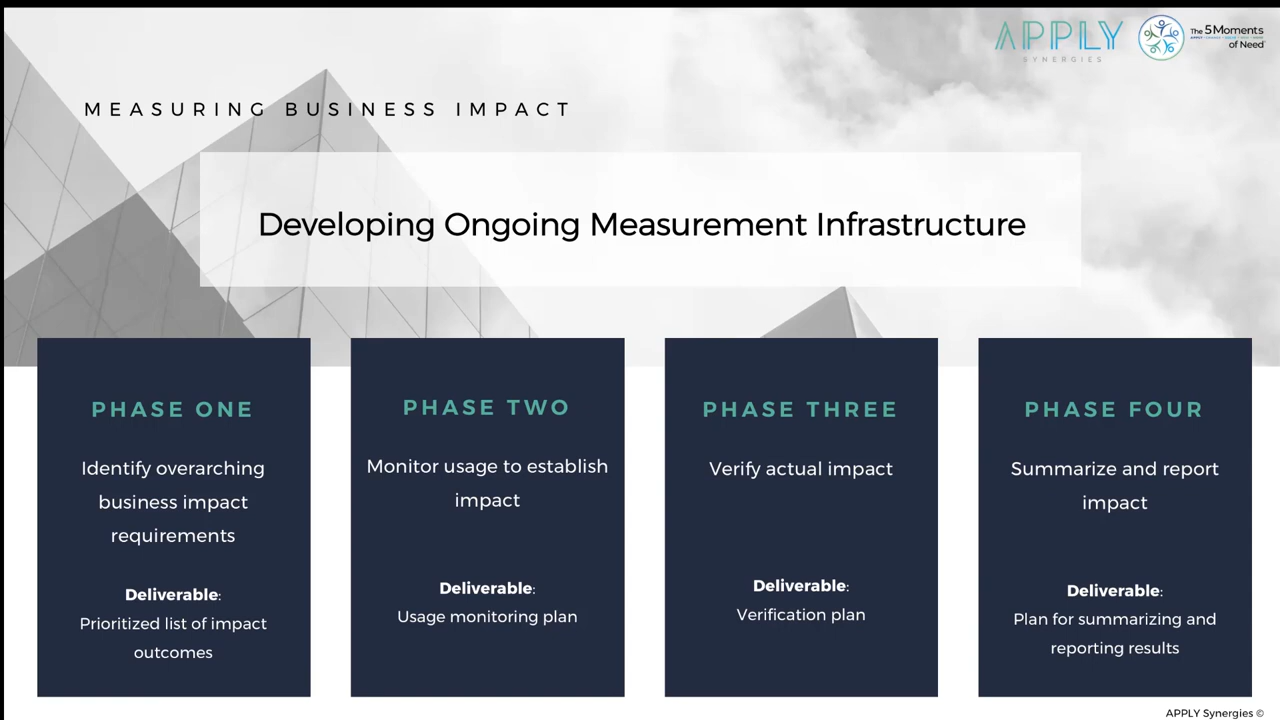 APPLY
SYNERGIES
The 5 Moments
of Need
MEASURING BUSINESS IMPACT
Developing Ongoing Measurement Infrastructure
PHASE ONE
Identify overarching
business impact
requirements
Deliverable:
Prioritized list of impact
outcomes
PHASE TWO
Monitor usage to establish
impact
Deliverable:
Usage monitoring plan
PHASE THREE
Verify actual impact
Deliverable:
Verification plan
PHASE FOUR
Summarize and report
impact
Deliverable:
Plan for summarizing and
reporting results
APPLY Synergies ©